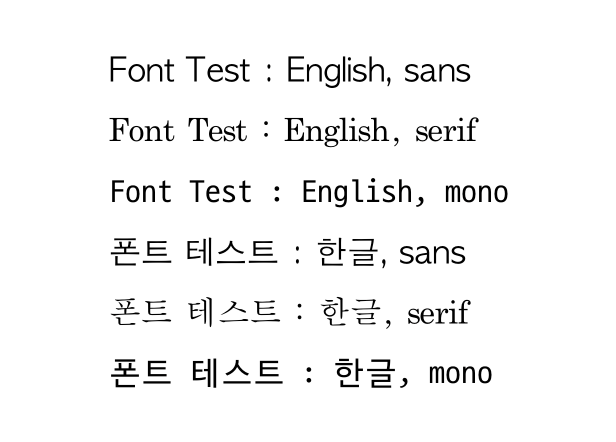 Font Test : English, sans
Font Test : English, serif
Font Test : English, mono
폰트 테스트 : 한글, sans
폰트 테스트 : 한글, serif
폰트 테스트 : 한글, mono